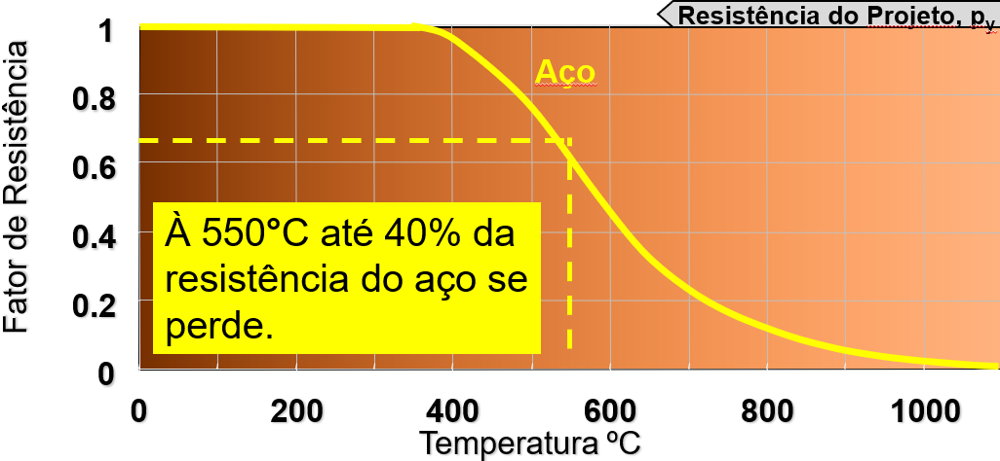 Resistência do Projeto, py
Fator de Resistência
1
0.8
0.6
0.4
0.2
0
Aço
À 550°C até 40% da
resistência do aço se
perde.
0 200 400 600 800 1000
Temperatura ºC